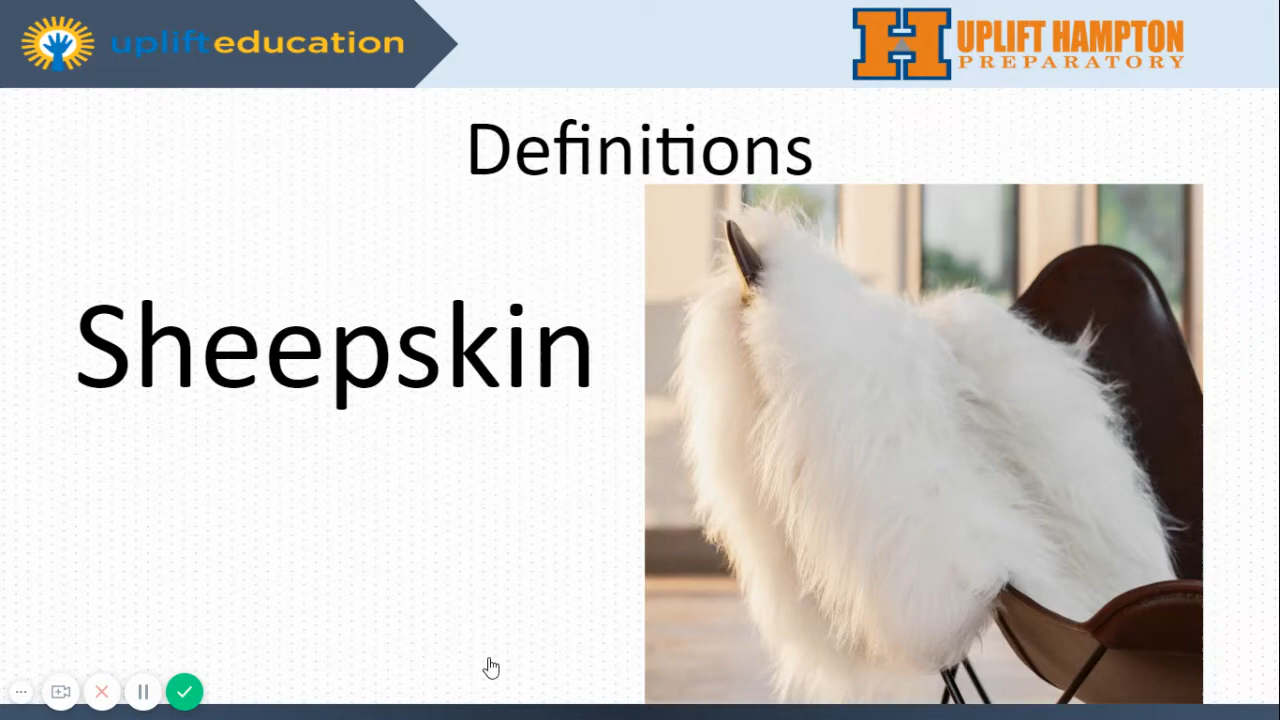 uplifteducation
H UPLIFT HAMPTON
PREPARATORY
Definitions
Sheepskin